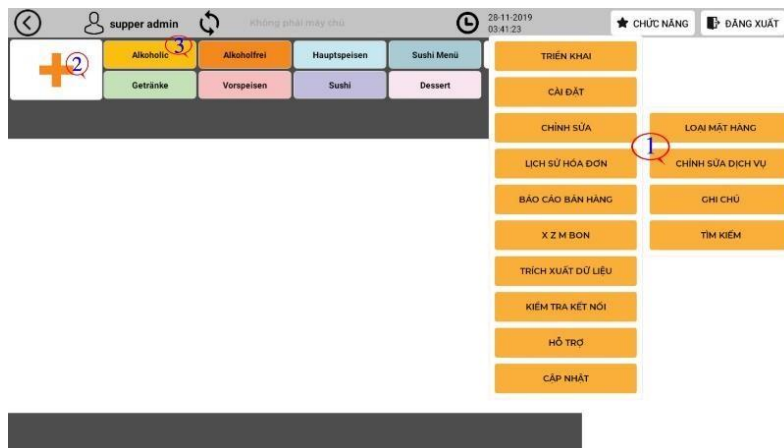 supper admin
Không phải máy chủ
28-11-2019
03:41:23
CHỨC NĂNG
ĐĂNG XUẤT
2
Alkoholic
3
Alkoholfrei
Hauptspeisen
Sushi Menü
Getränke
Vorspeisen
Sushi
Dessert
TRIỂN KHAI
CÀI ĐẶT
CHỈNH SỬA
LỊCH SỬ HÓA ĐƠN
BÁO CÁO BÁN HÀNG
X Z M BON
TRÍCH XUẤT DỮ LIỆU
KIỂM TRA KẾT NỐI
HỖ TRỢ
CẬP NHẬT
1
LOẠI MẶT HÀNG
CHỈNH SỬA DỊCH VỤ
GHI CHÚ
TÌM KIẾM